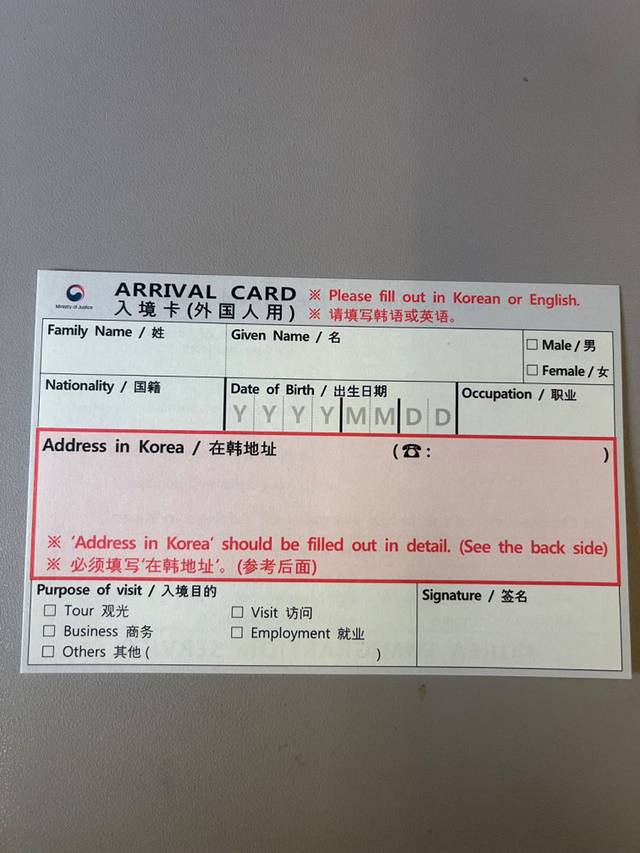 Ministry of Justice
ARRIVAL CARD ※ Please fill out in Korean or English.
入境卡(外国人用) ※ 请填写韩语或英语。
Family Name / 姓
Given Name / 名
□ Male / 男
□ Female / 女
Nationality / 国籍
Date of Birth / 出生日期
Y Y Y Y M M D D
Occupation / 职业
Address in Korea / 在韩地址 (☎ : )
※ 'Address in Korea' should be filled out in detail. (See the back side)
※ 必须填写'在韩地址'。(参考后面)
Purpose of visit / 入境目的
□ Tour 观光 □ Visit 访问
□ Business 商务 □ Employment 就业
□ Others 其他 ( )
Signature / 签名